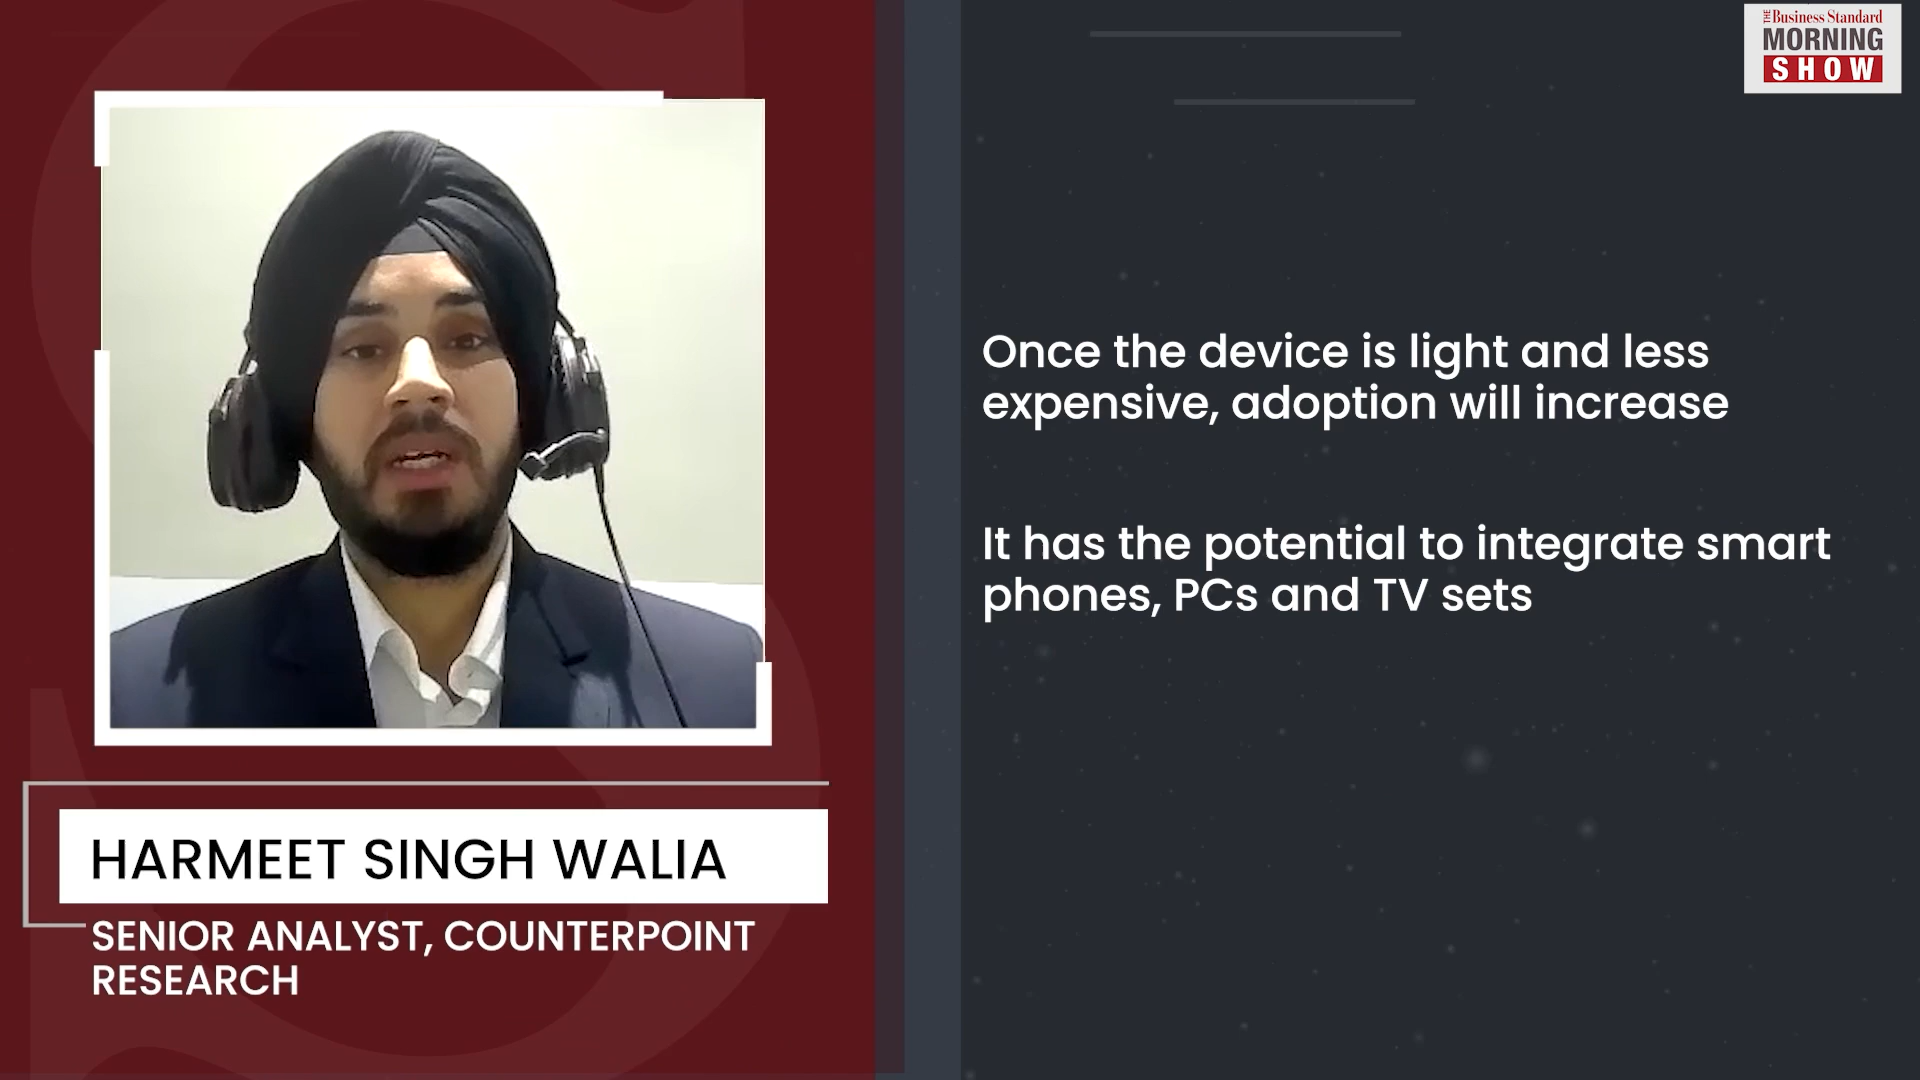 THE Business Standard
MORNING
SHOW
Once the device is light and less
expensive, adoption will increase
It has the potential to integrate smart
phones, PCs and TV sets
HARMEET SINGH WALIA
SENIOR ANALYST, COUNTERPOINT
RESEARCH